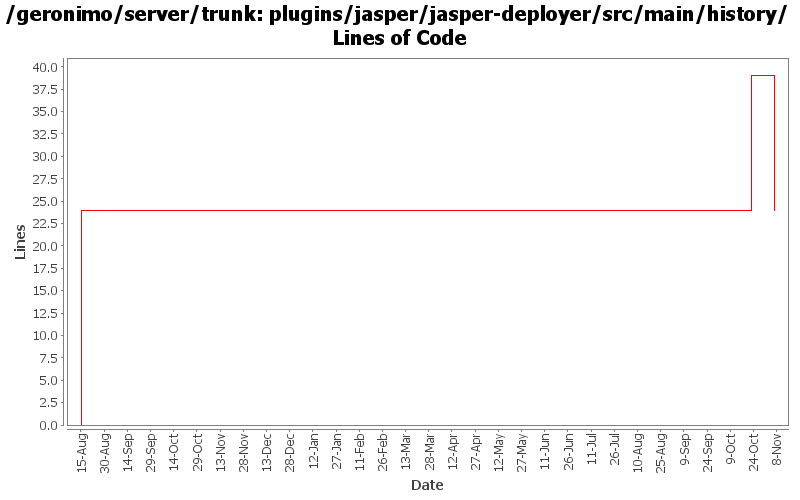 /geronimo/server/trunk: plugins/jasper/jasper-deployer/src/main/history/
Lines of Code
40.0
37.5
35.0
32.5
30.0
27.5
25.0
22.5
20.0
17.5
15.0
12.5
10.0
7.5
5.0
2.5
0.0
Lines
15-Aug
30-Aug
14-Sep
29-Sep
14-Oct
29-Oct
13-Nov
28-Nov
13-Dec
28-Dec
12-Jan
27-Jan
11-Feb
26-Feb
13-Mar
28-Mar
12-Apr
27-Apr
12-May
27-May
11-Jun
26-Jun
11-Jul
26-Jul
10-Aug
25-Aug
9-Sep
24-Sep
9-Oct
24-Oct
8-Nov
Date